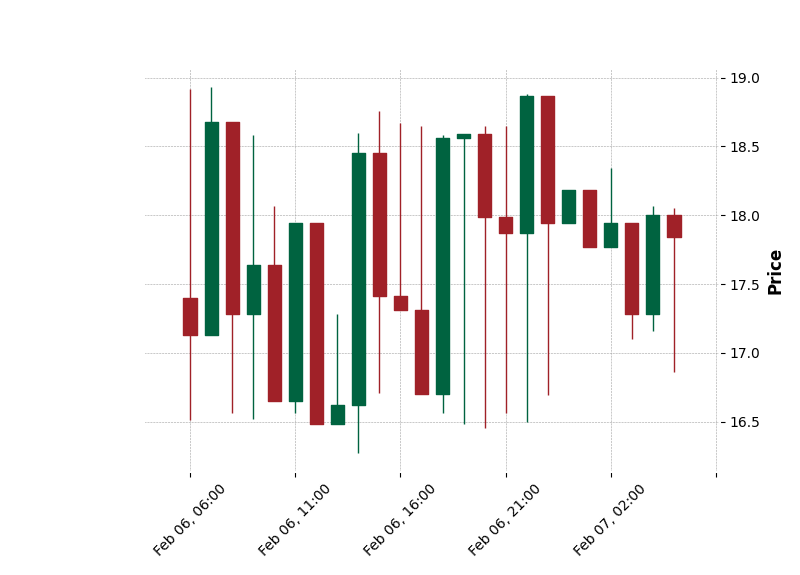 19.0
18.5
18.0
17.5
17.0
16.5
Price
Feb 06, 06:00
Feb 06, 11:00
Feb 06, 16:00
Feb 06, 21:00
Feb 07, 02:00